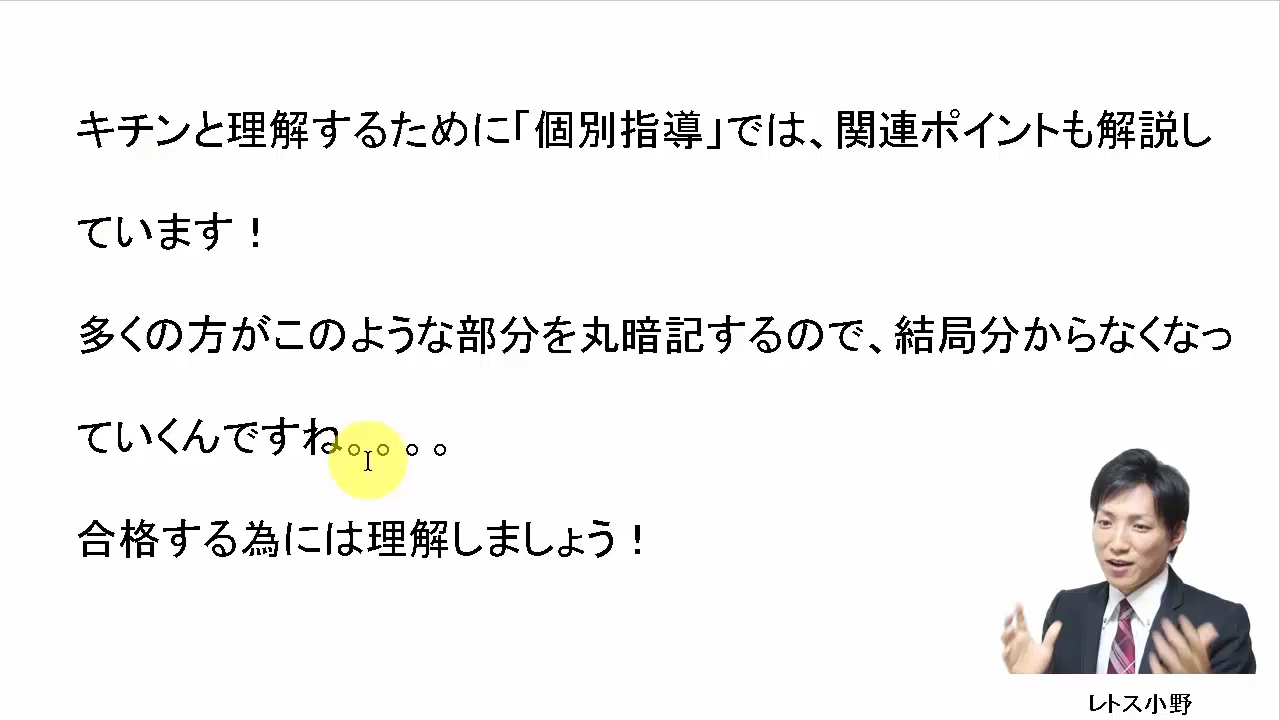 キチンと理解するために「個別指導」では、関連ポイントも解説し
ています！
多くの方がこのような部分を丸暗記するので、結局分からなくなっ
ていくんですね。。。。
合格する為には理解しましょう！
レトス小野